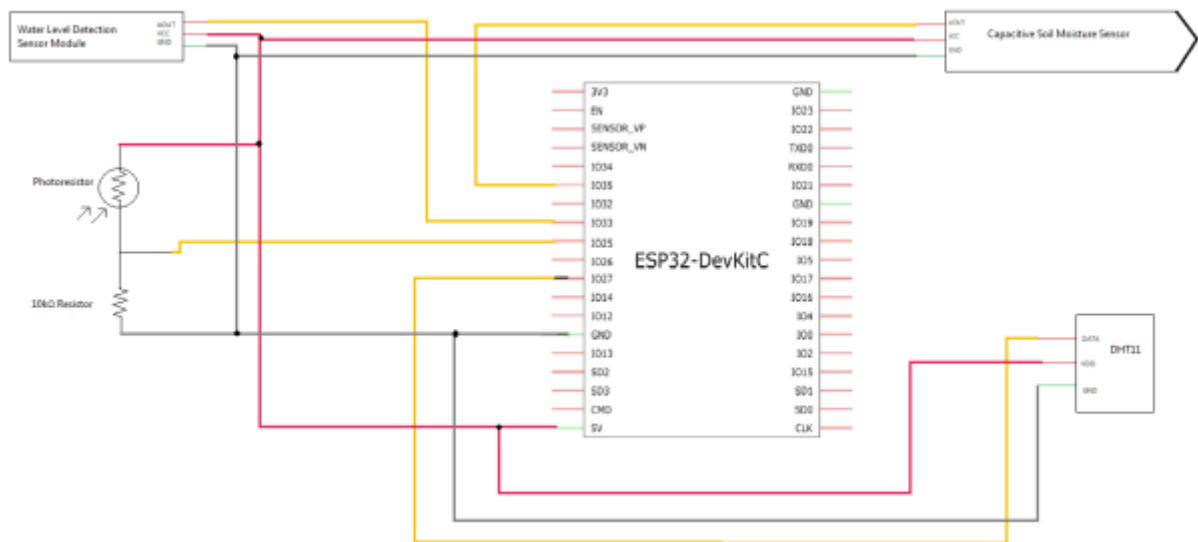 Water Level Detection
Sensor Module
AOUT
VCC
GND
AOUT
VCC
GND
Capacitive Soil Moisture Sensor
Photoresistor
10kΩ Resistor
3V3
EN
SENSOR_VP
SENSOR_VN
IO34
IO35
IO32
IO33
IO25
IO26
IO27
IO14
IO12
GND
IO13
SD2
SD3
CMD
5V
ESP32-DevKitC
GND
IO23
IO22
TXD0
RXD0
IO21
GND
IO19
IO18
IO5
IO17
IO16
IO4
IO0
IO2
IO15
SD1
SD0
CLK
DATA
VDD
GND
DHT11